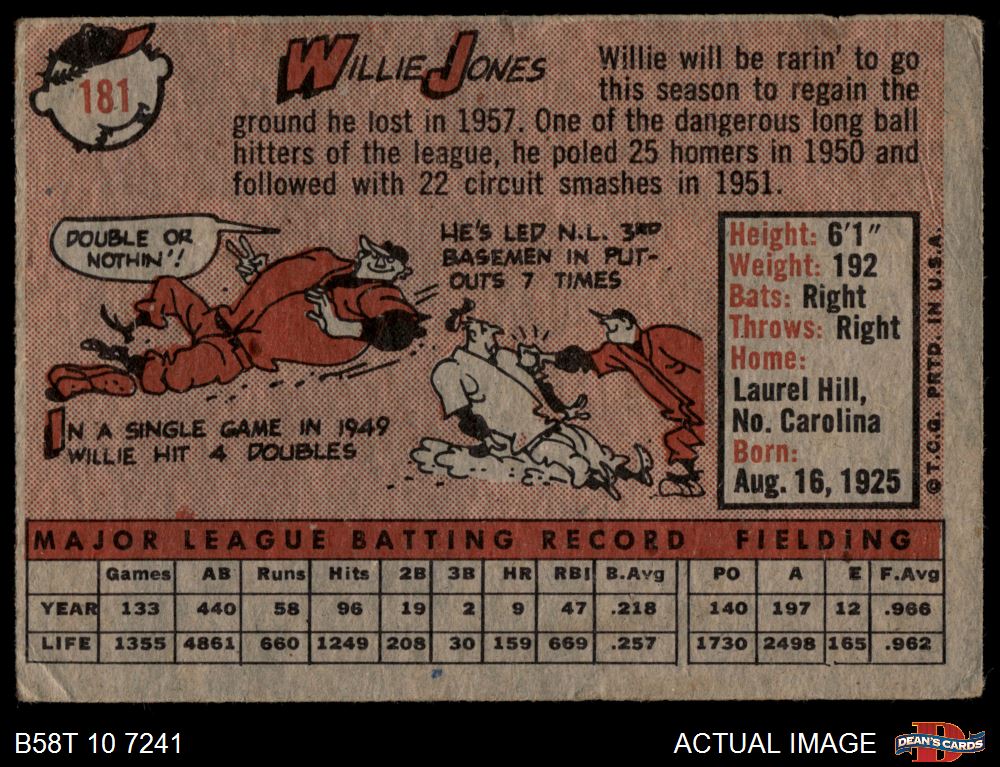 181
WILLIE JONES
Willie will be rarin' to go
this season to regain the
ground he lost in 1957. One of the dangerous long ball
hitters of the league, he poled 25 homers in 1950 and
followed with 22 circuit smashes in 1951.
DOUBLE OR
NOTHIN'!
IN A SINGLE GAME IN 1949
WILLIE HIT 4 DOUBLES
HE'S LED N.L. 3RD
BASEMEN IN PUT-
OUTS 7 TIMES
Height: 6'1"
Weight: 192
Bats: Right
Throws: Right
Home:
Laurel Hill,
No. Carolina
Born:
Aug. 16, 1925
©T.C.G. PRTD. IN U.S.A.
MAJOR LEAGUE BATTING RECORD FIELDING
Games AB Runs Hits 2B 3B HR RBI B.Avg PO A E F.Avg
YEAR 133 440 58 96 19 2 9 47 .218 140 197 12 .966
LIFE 1355 4861 660 1249 208 30 159 669 .257 1730 2498 165 .962
B58T 10 7241
ACTUAL IMAGE
D
DEAN'S CARDS